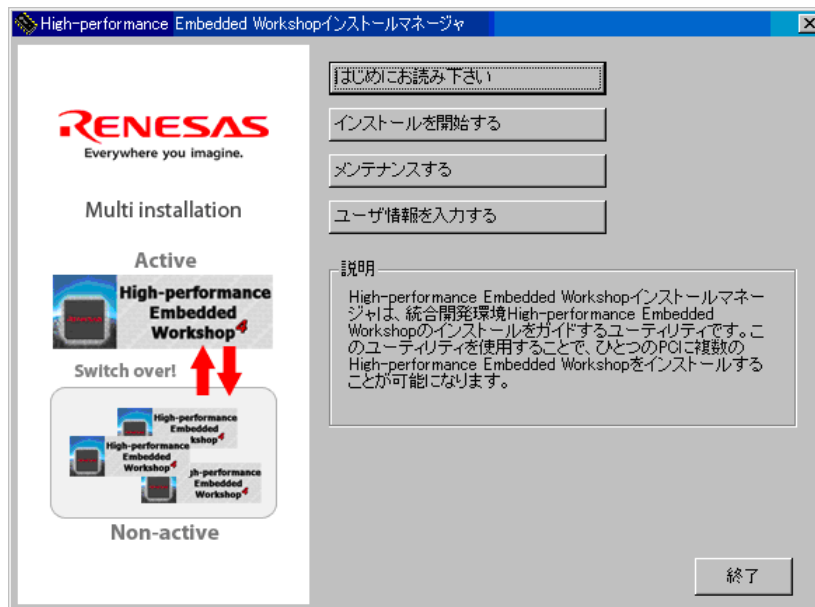 High-performance Embedded Workshopインストールマネージャ
RENESAS
Everywhere you imagine.
Multi installation
Active
High-performance
Embedded
Workshop4
Switch over!
High-performance
Embedded
kshop4
High-performance
Embedded
Workshop4
gh-performance
Embedded
Workshop4
Non-active
はじめにお読み下さい
インストールを開始する
メンテナンスする
ユーザ情報を入力する
説明
High-performance Embedded Workshopインストールマネー
ジャは、統合開発環境High-performance Embedded
Workshopのインストールをガイドするユーティリティです。こ
のユーティリティを使用することで、ひとつのPCに複数の
High-performance Embedded Workshopをインストールする
ことが可能になります。
終了